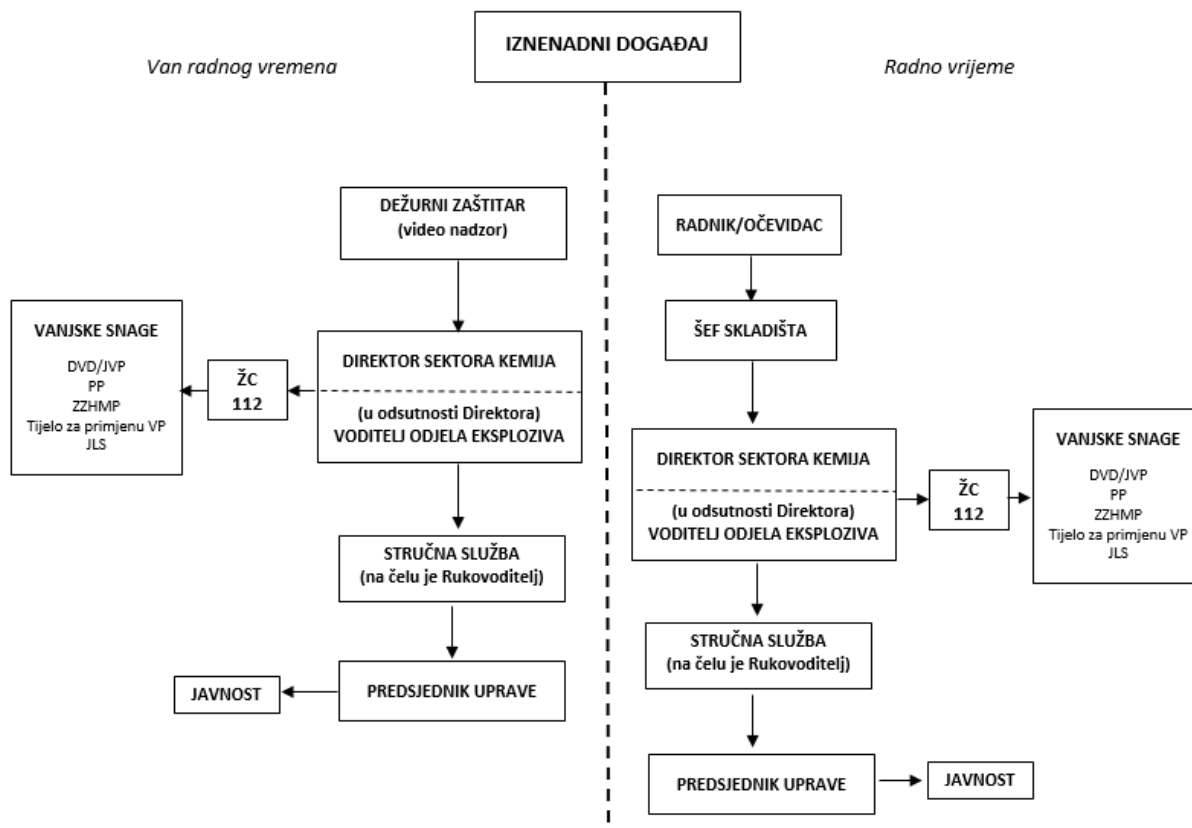 IZNENADNI DOGAĐAJ
Van radnog vremena
Radno vrijeme
DEŽURNI ZAŠTITAR
(video nadzor)
VANJSKE SNAGE
DVD/JVP
PP
ZZHMP
Tijelo za primjenu VP
JLS
ŽC
112
DIREKTOR SEKTORA KEMIJA
(u odsutnosti Direktora)
VODITELJ ODJELA EKSPLOZIVA
STRUČNA SLUŽBA
(na čelu je Rukovoditelj)
JAVNOST
PREDSJEDNIK UPRAVE
RADNIK/OČEVIDAC
ŠEF SKLADIŠTA
DIREKTOR SEKTORA KEMIJA
(u odsutnosti Direktora)
VODITELJ ODJELA EKSPLOZIVA
ŽC
112
VANJSKE SNAGE
DVD/JVP
PP
ZZHMP
Tijelo za primjenu VP
JLS
STRUČNA SLUŽBA
(na čelu je Rukovoditelj)
PREDSJEDNIK UPRAVE
JAVNOST